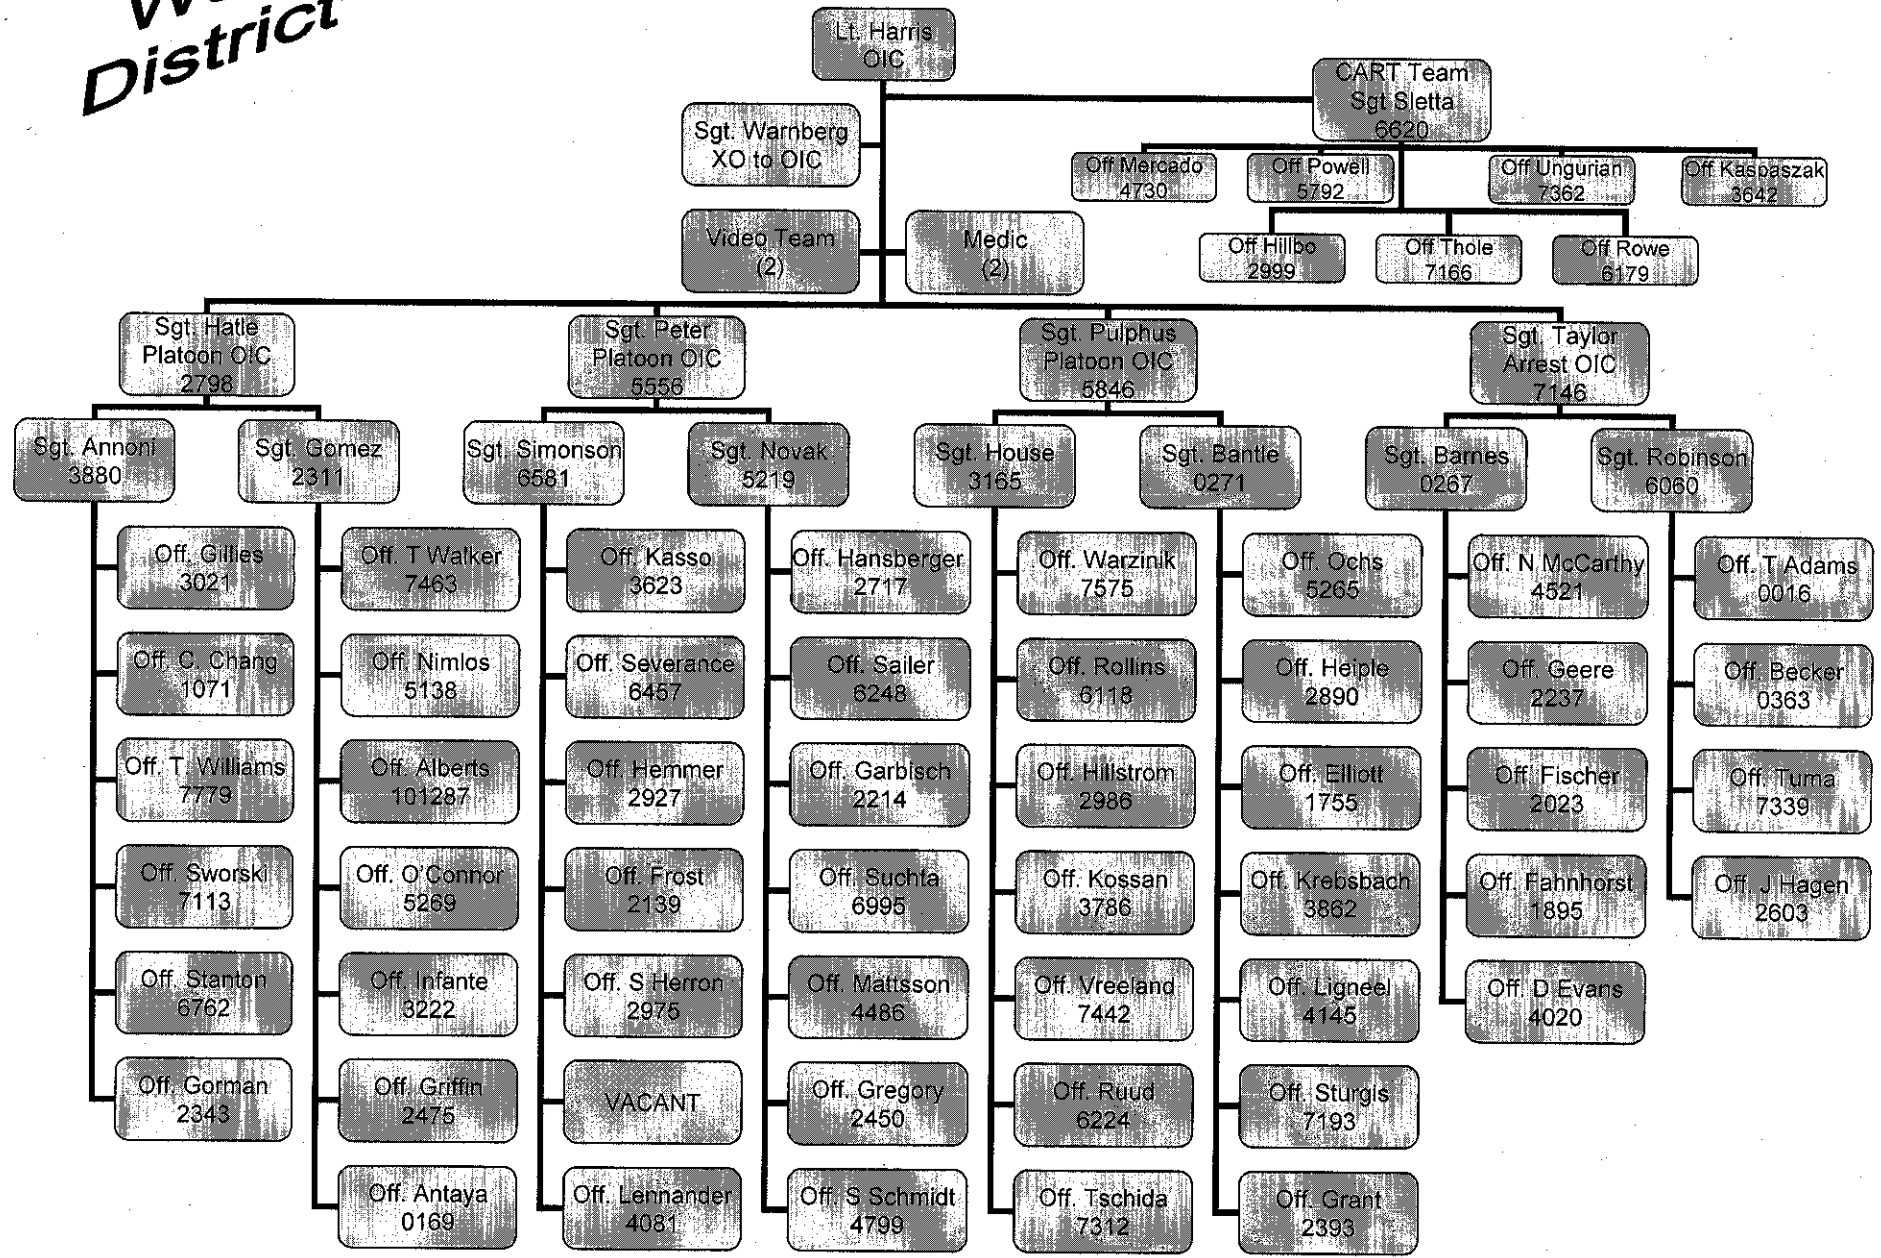 District
Lt. Harris
OIC
CART Team
Sgt Sletta
6620
Sgt. Warnberg
XO to OIC
Off Mercado
4730
Off Powell
5792
Off Ungurian
7362
Off Kasbaszak
3642
Video Team
(2)
Medic
(2)
Off Hillbo
2999
Off Thole
7166
Off Rowe
6179
Sgt. Hatle
Platoon OIC
2798
Sgt. Peter
Platoon OIC
5556
Sgt. Pulphus
Platoon OIC
5846
Sgt. Taylor
Arrest OIC
7146
Sgt. Annoni
3880
Sgt. Gomez
2311
Sgt. Simonson
6581
Sgt. Novak
5219
Sgt. House
3165
Sgt. Bantle
0271
Sgt. Barnes
0267
Sgt. Robinson
6060
Off. Gillies
3021
Off. C. Chang
1071
Off. T. Williams
7779
Off. Sworski
7113
Off. Stanton
6762
Off. Gorman
2343
Off. T Walker
7463
Off. Nimlos
5138
Off. Alberts
101287
Off. O'Connor
5269
Off. Infante
3222
Off. Griffin
2475
Off. Antaya
0169
Off. Kasso
3623
Off. Severance
6457
Off. Hemmer
2927
Off. Frost
2139
Off. S Herron
2975
VACANT
Off. Lennander
4081
Off. Hansberger
2717
Off. Sailer
6248
Off. Garbisch
2214
Off. Suchta
6995
Off. Mattsson
4486
Off. Gregory
2450
Off. S Schmidt
4799
Off. Warzinik
7575
Off. Rollins
6118
Off. Hillstrom
2986
Off. Kossan
3786
Off. Vreeland
7442
Off. Ruud
6224
Off. Tschida
7312
Off. Ochs
5265
Off. Heiple
2890
Off. Elliott
1755
Off. Krebsbach
3862
Off. Ligneel
4145
Off. Sturgis
7193
Off. Grant
2393
Off. N McCarthy
4521
Off. Geere
2237
Off. Fischer
2023
Off. Fahnhorst
1895
Off. D Evans
4020
Off. T Adams
0016
Off. Becker
0363
Off. Tuma
7339
Off. J Hagen
2603